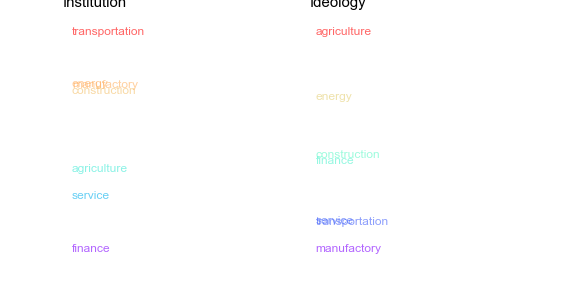 institution ideology
transportation agriculture
energy
manufactory
construction
energy
construction
finance
agriculture
service
service
transportation
finance manufactory